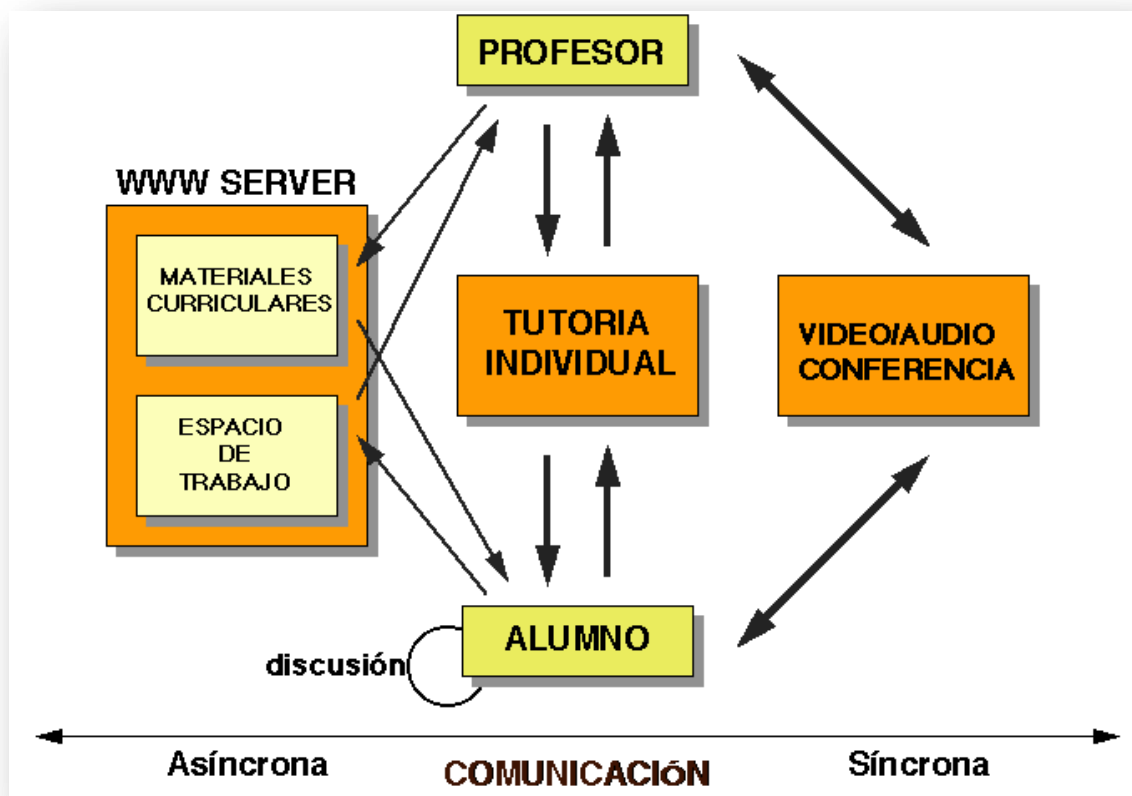 PROFESOR
WWW SERVER
MATERIALES
CURRICULARES
ESPACIO
DE
TRABAJO
TUTORIA
INDIVIDUAL
VIDEO/AUDIO
CONFERENCIA
ALUMNO
discusión
Asíncrona
COMUNICACIóN
Síncrona